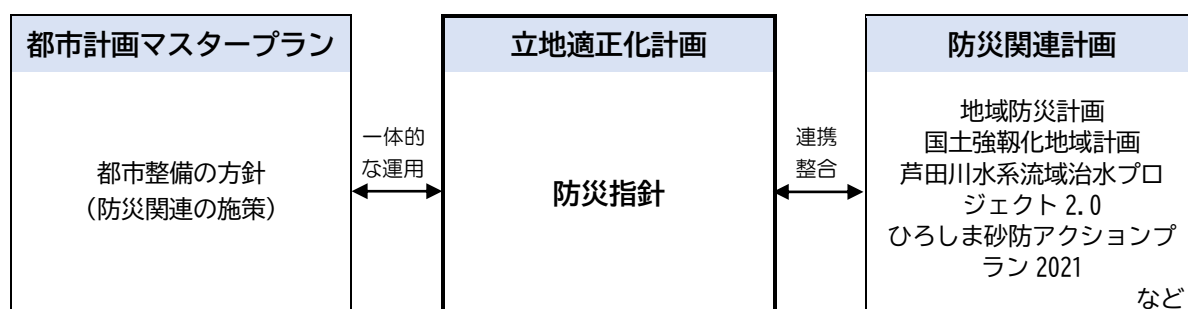 都市計画マスタープラン
都市整備の方針
（防災関連の施策）
一体的
な運用
立地適正化計画
防災指針
連携
整合
防災関連計画
地域防災計画
国土強靱化地域計画
芦田川水系流域治水プロ
ジェクト 2.0
ひろしま砂防アクションプ
ラン 2021
など